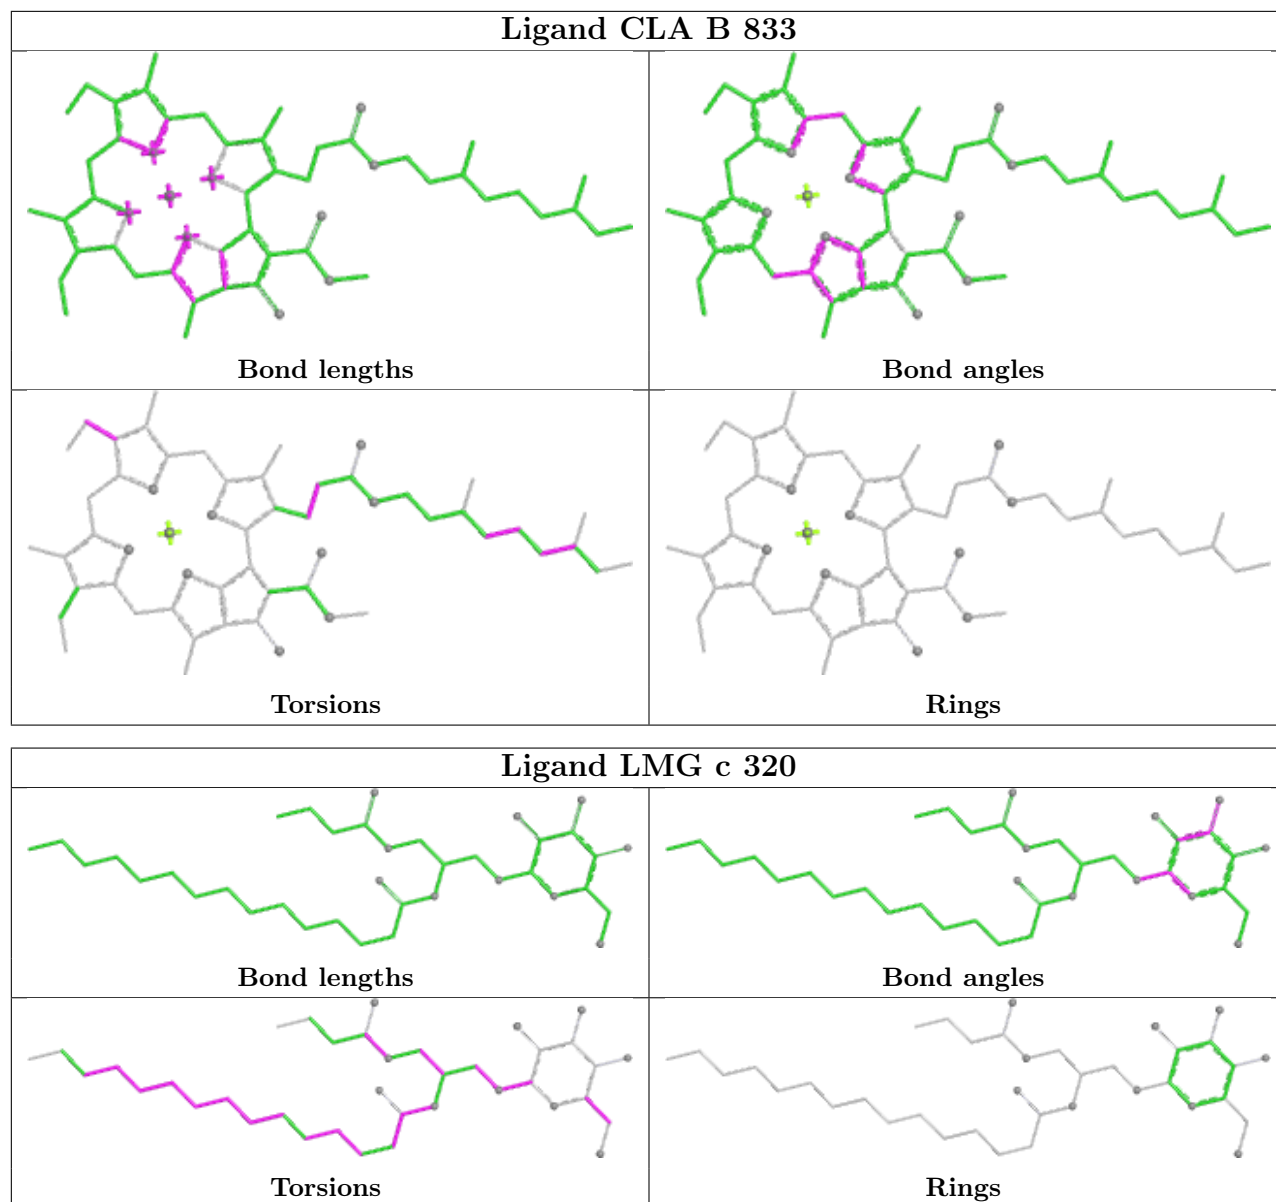 Ligand CLA B 833
Bond lengths
Bond angles
Torsions
Rings
Ligand LMG c 320
Bond lengths
Bond angles
Torsions
Rings